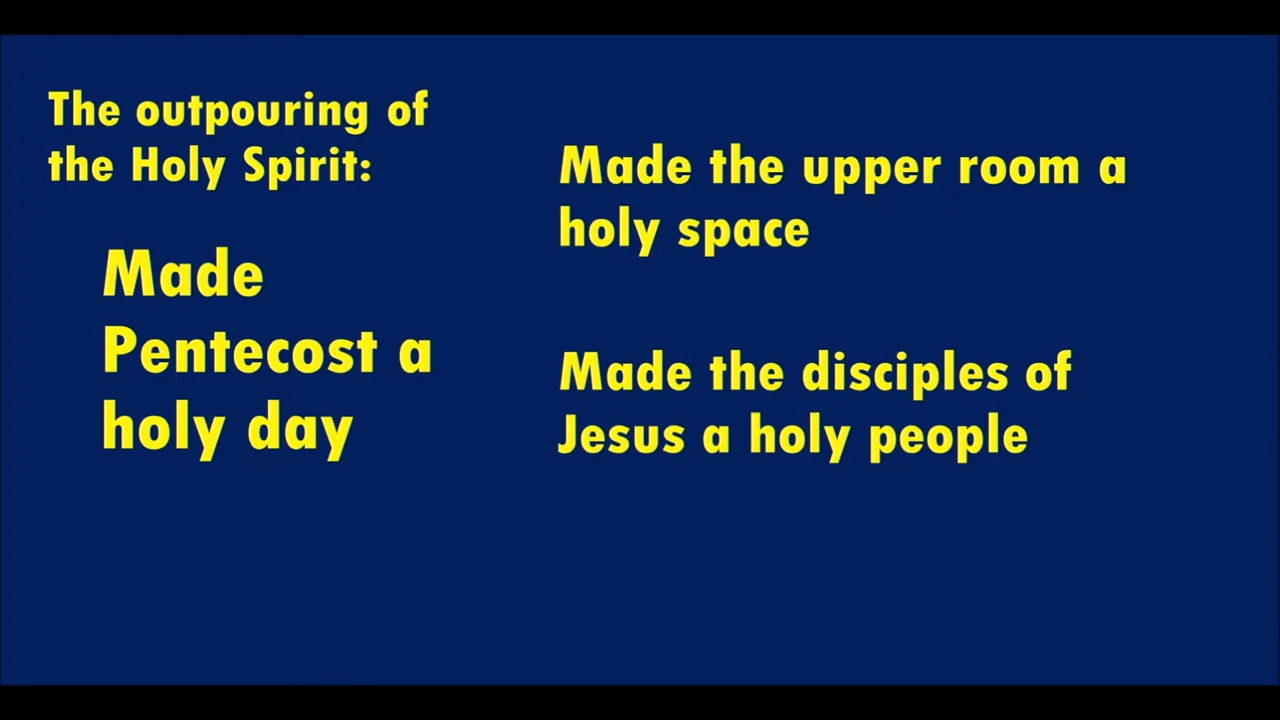 The outpouring of
the Holy Spirit:
Made
Pentecost a
holy day
Made the upper room a
holy space
Made the disciples of
Jesus a holy people